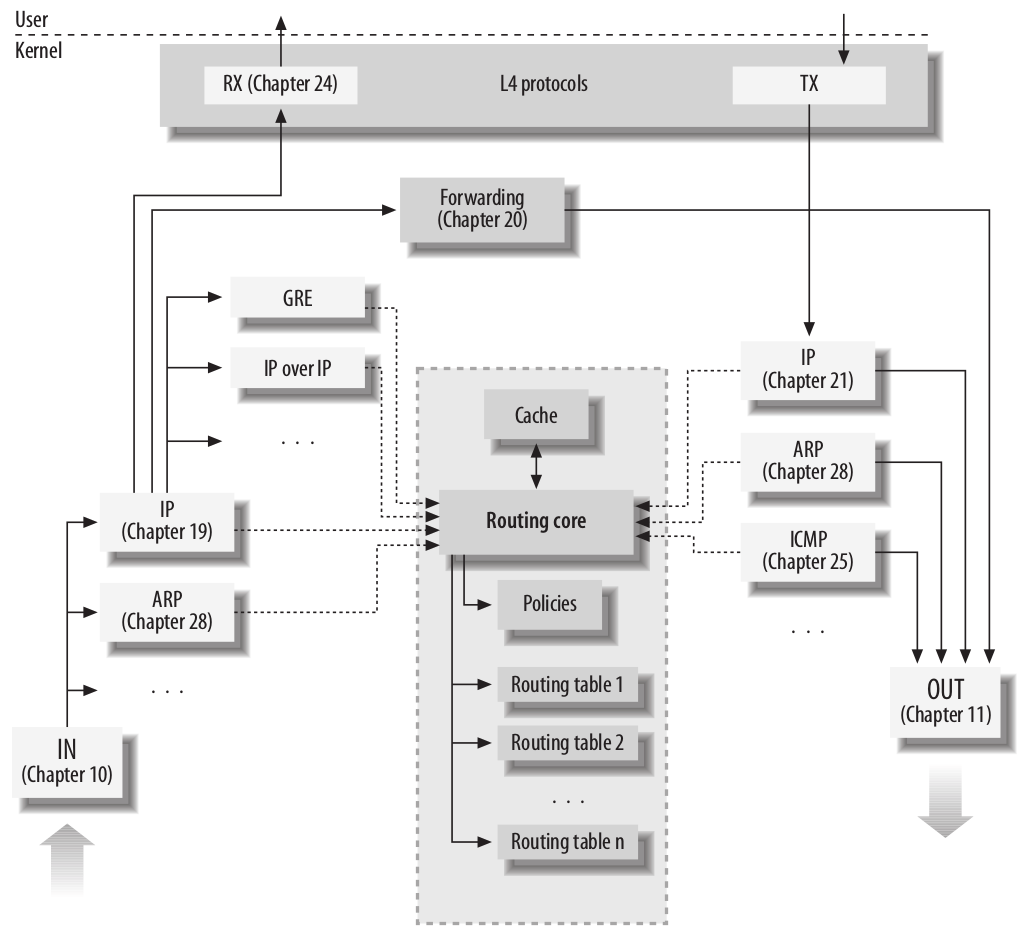 User
Kernel
RX (Chapter 24)
L4 protocols
TX
Forwarding
(Chapter 20)
GRE
IP over IP
. . .
IP
(Chapter 19)
ARP
(Chapter 28)
. . .
IN
(Chapter 10)
Cache
Routing core
Policies
Routing table 1
Routing table 2
. . .
Routing table n
IP
(Chapter 21)
ARP
(Chapter 28)
ICMP
(Chapter 25)
. . .
OUT
(Chapter 11)